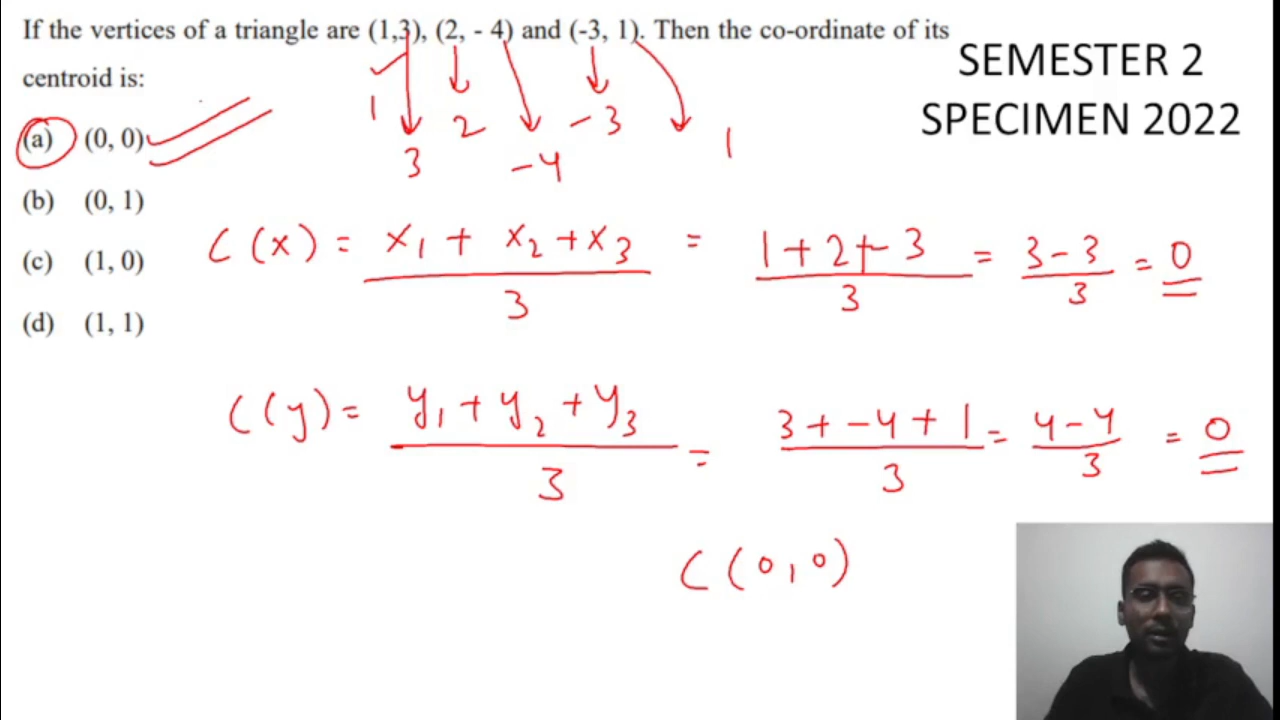 If the vertices of a triangle are (1,3), (2, - 4) and (-3, 1). Then the co-ordinate of its
centroid is:
SEMESTER 2
SPECIMEN 2022
1 3 2 -4 -3 1
(a) (0, 0)
(b) (0, 1)
(c) (1, 0)
(d) (1, 1)
C(x) = x₁ + x₂ + x₃ / 3 = 1 + 2 + -3 / 3 = 3 - 3 / 3 = 0
C(y) = y₁ + y₂ + y₃ / 3 = 3 + -4 + 1 / 3 = 4 - 4 / 3 = 0
C(0,0)